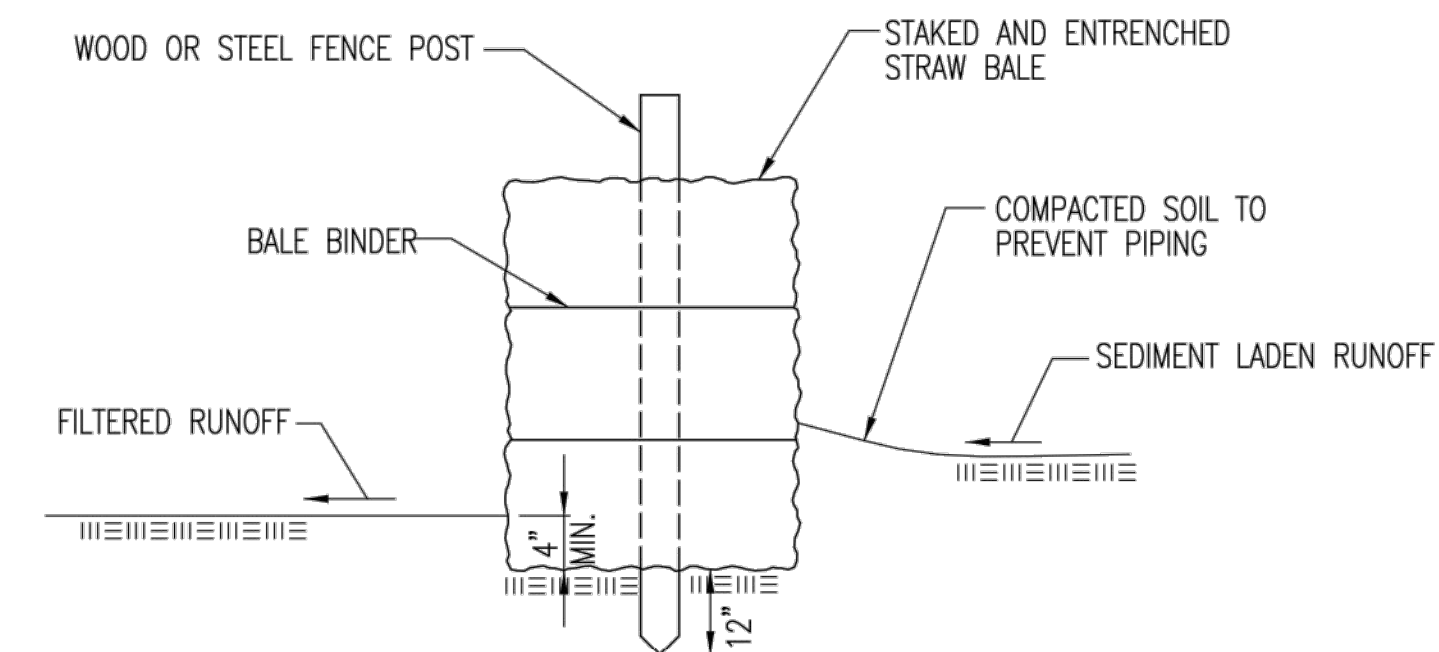 WOOD OR STEEL FENCE POST
STAKED AND ENTRENCHED
STRAW BALE
BALE BINDER
COMPACTED SOIL TO
PREVENT PIPING
SEDIMENT LADEN RUNOFF
FILTERED RUNOFF
4"
MIN.
12"